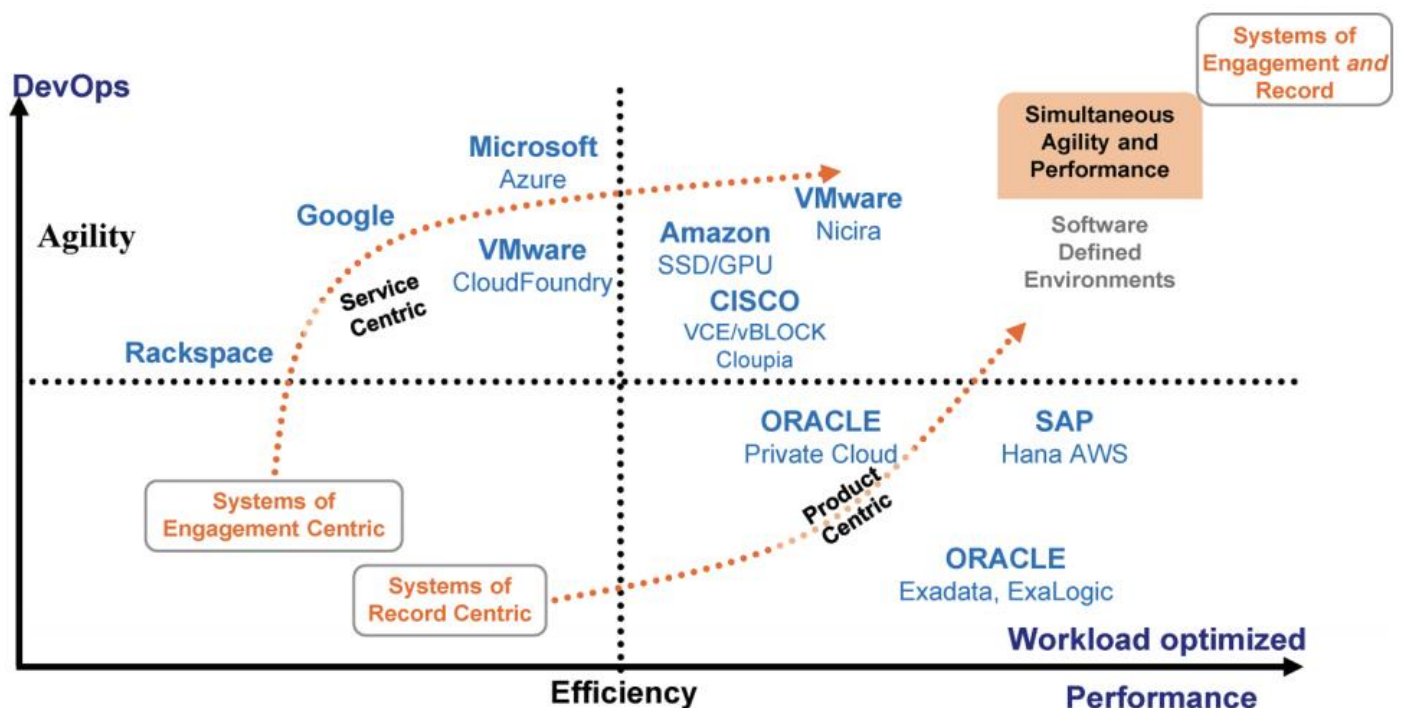 Systems of
Engagement and
Record
DevOps
Simultaneous
Agility and
Performance
Microsoft
Azure
VMware
Nicira
Google
Agility
Amazon
SSD/GPU
Software
Defined
Environments
VMware
CloudFoundry
Service
Centric
CISCO
VCE/vBLOCK
Cloupia
Rackspace
ORACLE
Private Cloud
SAP
Hana AWS
Product
Centric
Systems of
Engagement Centric
Systems of
Record Centric
ORACLE
Exadata, ExaLogic
Workload optimized
Efficiency
Performance